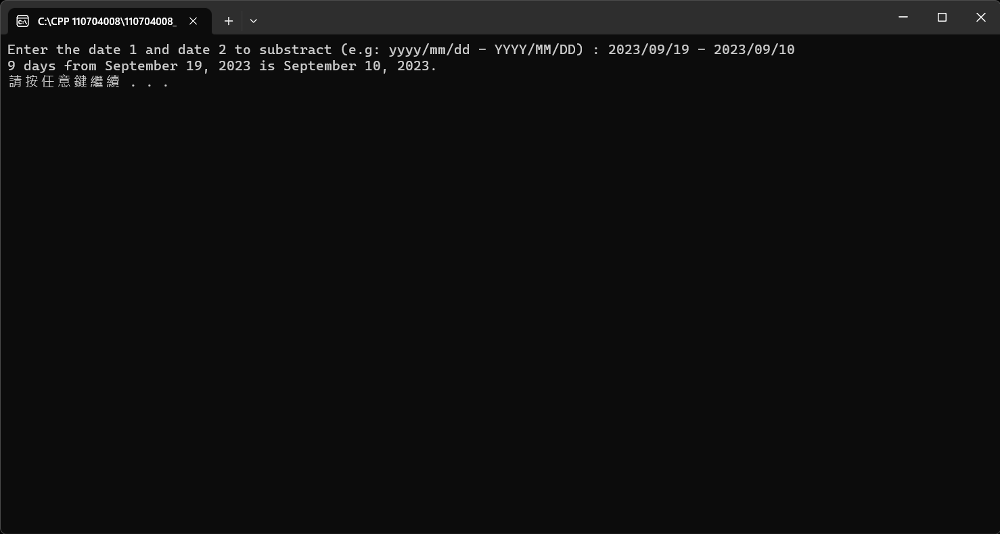 C:\CPP 110704008\110704008_
Enter the date 1 and date 2 to substract (e.g: yyyy/mm/dd - YYYY/MM/DD) : 2023/09/19 - 2023/09/10
9 days from September 19, 2023 is September 10, 2023.
請按任意鍵繼續 . . .